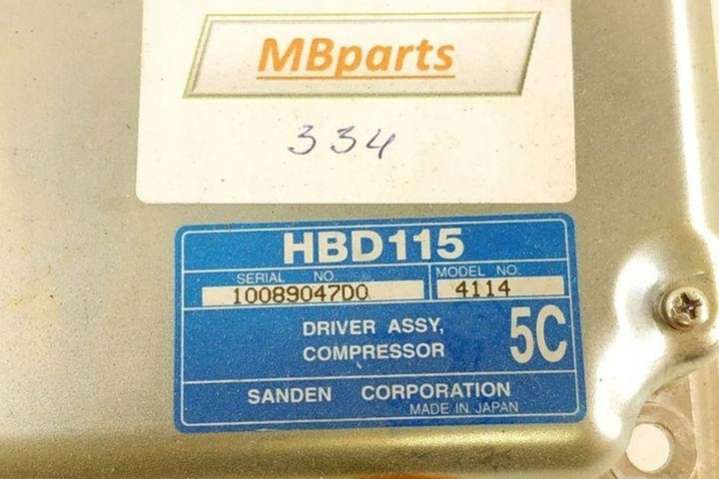 MBparts
334
HBD115
SERIAL NO. MODEL NO.
10089047D0 4114
DRIVER ASSY,
COMPRESSOR
5C
SANDEN CORPORATION
MADE IN JAPAN